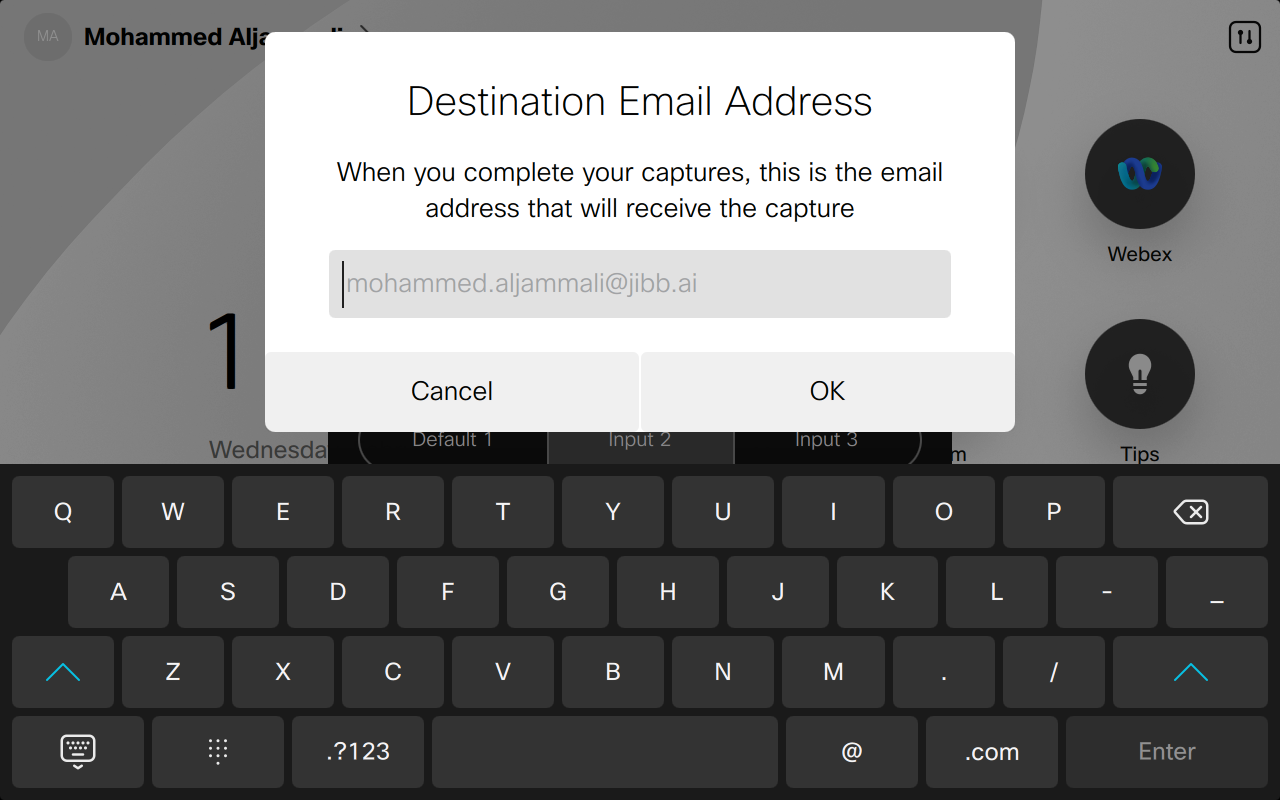 MA
Mohammed Alja
Destination Email Address
When you complete your captures, this is the email
address that will receive the capture
mohammed.aljammali@jibb.ai
Cancel
OK
Webex
1
Tips
Wednesda
Default 1
Input 2
Input 3
m
Q W E R T Y U I O P
A S D F G H J K L - _
Z X C V B N M . /
.?123 @ .com Enter